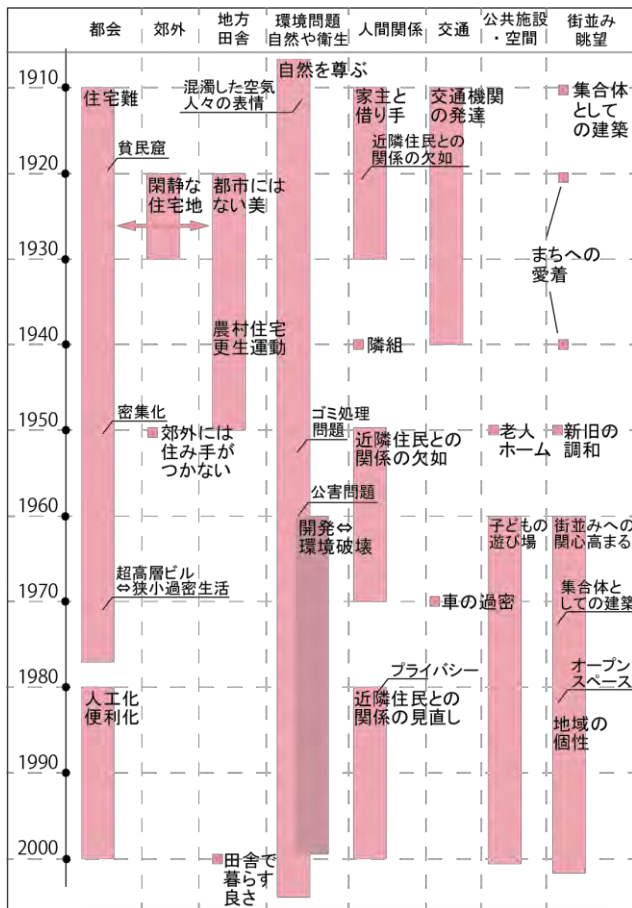 都会
郊外
地方
田舎
環境問題
自然や衛生
人間関係
交通
公共施設
・空間
街並み
眺望
1910
住宅難
混濁した空気
人々の表情
自然を尊ぶ
家主と
借り手
交通機関
の発達
集合体
として
の建築
貧民窟
近隣住民との
関係の欠如
1920
閑静な
住宅地
都市には
ない美
まちへの
愛着
1930
農村住宅
更生運動
1940
隣組
密集化
ゴミ処理
問題
1950
郊外には
住み手が
つかない
近隣住民との
関係の欠如
老人
ホーム
新旧の
調和
公害問題
1960
開発⇔
環境破壊
子どもの
遊び場
街並みへの
関心高まる
超高層ビル
⇔狭小過密生活
集合体と
しての建築
1970
車の過密
プライバシー
オープン
スペース
1980
人工化
便利化
近隣住民との
関係の見直し
地域の
個性
1990
2000
田舎で
暮らす
良さ